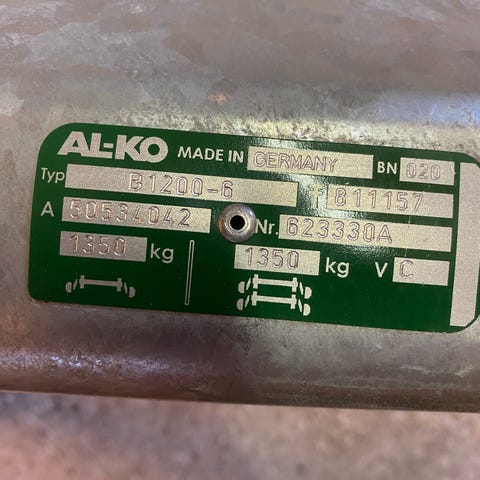 AL-KO MADE IN GERMANY BN 020
Typ B1200-6 811157
A 50534042 Nr. 623330A
1350 kg 1350 kg V C